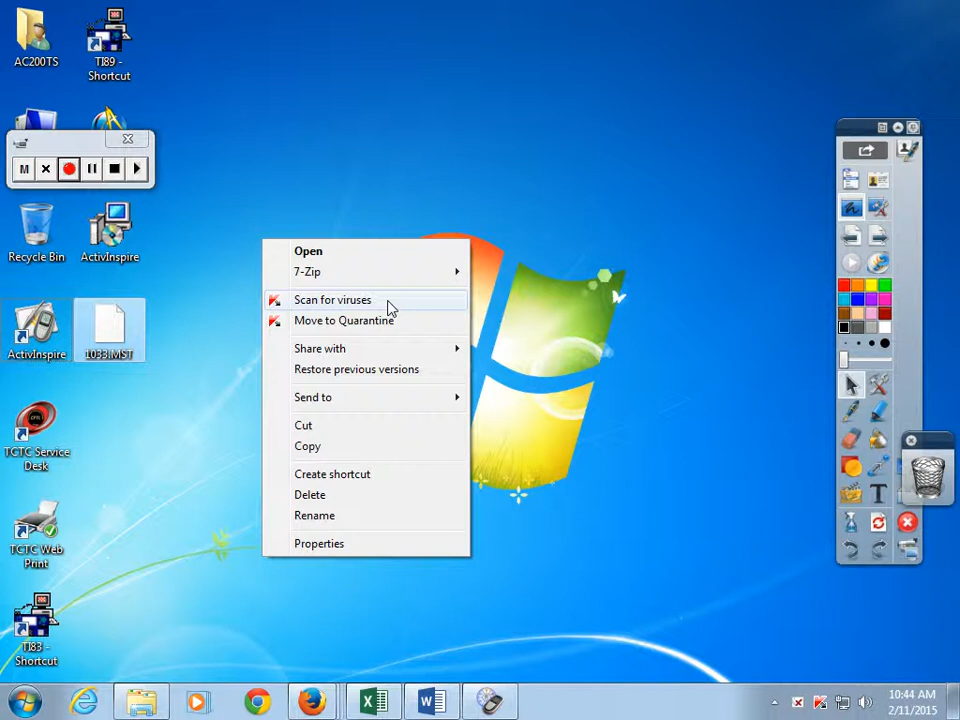 AC200TS
TI89 -
Shortcut
M
Recycle Bin
ActivInspire
ActivInspire
1033.MST
TCTC Service
Desk
TCTC Web
Print
TI83 -
Shortcut
Open
7-Zip
Scan for viruses
Move to Quarantine
Share with
Restore previous versions
Send to
Cut
Copy
Create shortcut
Delete
Rename
Properties
T
10:44 AM
2/11/2015